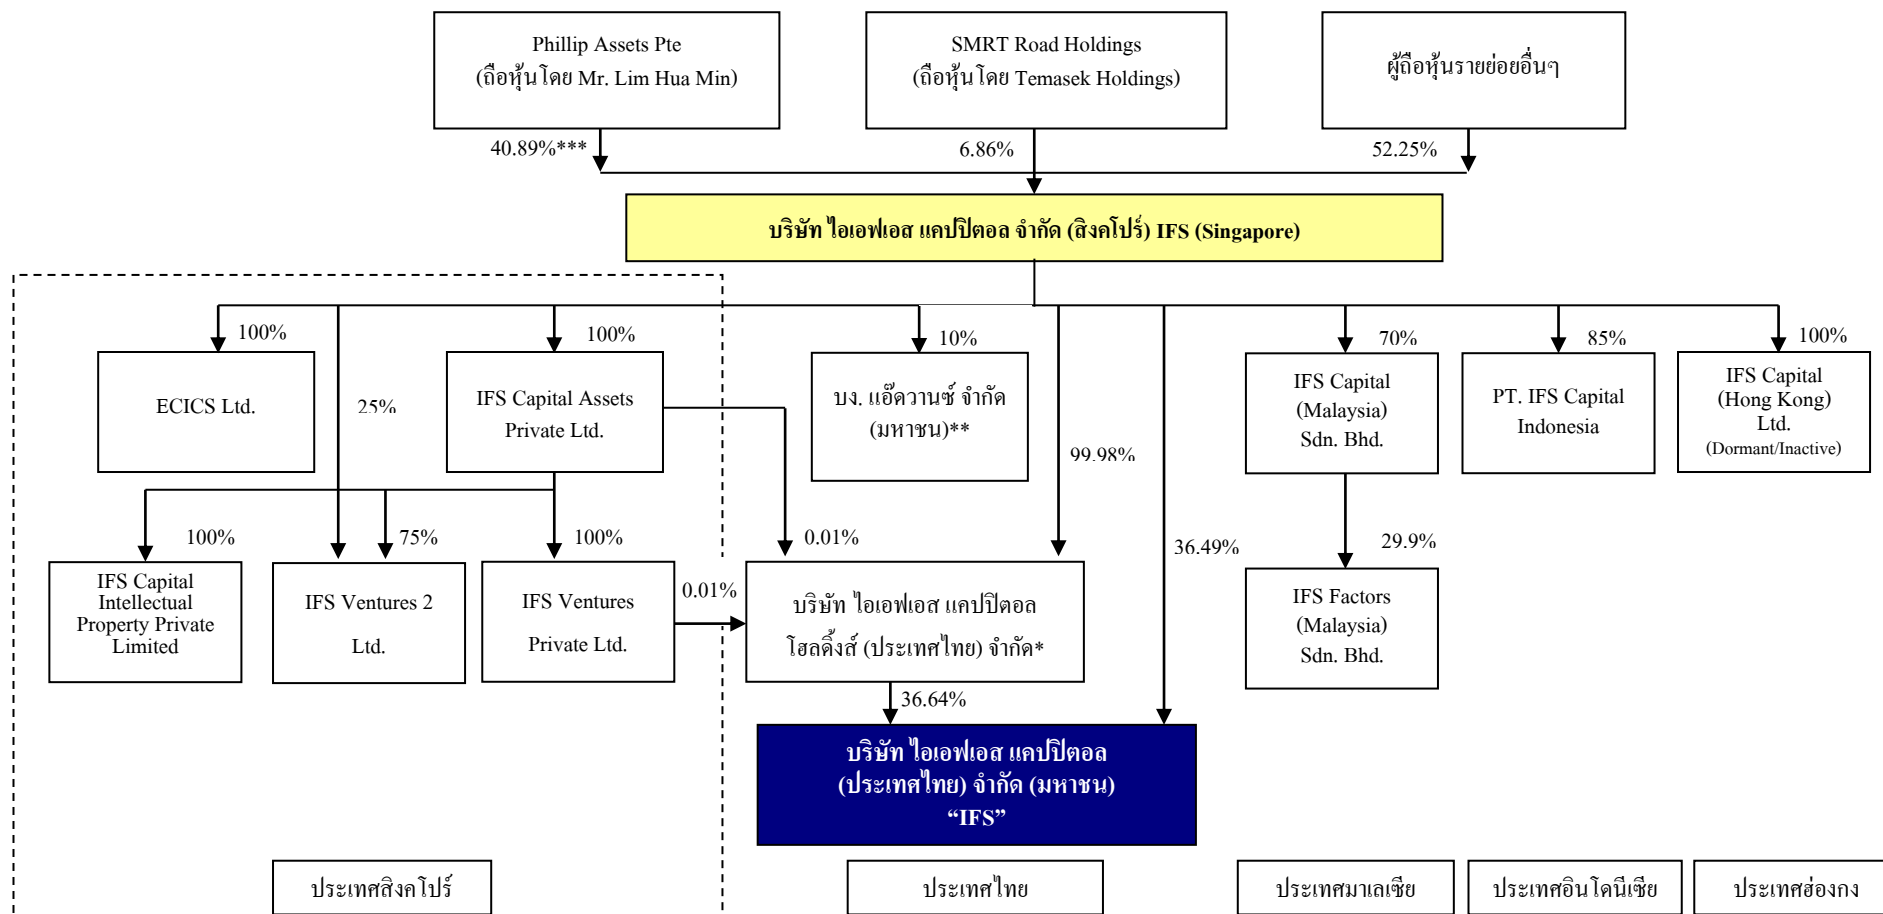 Phillip Assets Pte
(ถือหุ้นโดย Mr. Lim Hua Min)
SMRT Road Holdings
(ถือหุ้นโดย Temasek Holdings)
ผู้ถือหุ้นรายย่อยอื่นๆ
40.89%***
6.86%
52.25%
บริษัท ไอเอฟเอส แคปปิตอล จำกัด (สิงคโปร์) IFS (Singapore)
100%
100%
10%
70%
85%
100%
ECICS Ltd.
25%
IFS Capital Assets
Private Ltd.
บง. แอ๊ดวานซ์ จำกัด
(มหาชน)**
99.98%
IFS Capital
(Malaysia)
Sdn. Bhd.
PT. IFS Capital
Indonesia
IFS Capital
(Hong Kong)
Ltd.
(Dormant/Inactive)
100%
75%
100%
0.01%
36.49%
29.9%
IFS Capital
Intellectual
Property Private
Limited
IFS Ventures 2
Ltd.
IFS Ventures
Private Ltd.
0.01%
บริษัท ไอเอฟเอส แคปปิตอล
โฮลดิ้งส์ (ประเทศไทย) จำกัด*
IFS Factors
(Malaysia)
Sdn. Bhd.
36.64%
บริษัท ไอเอฟเอส แคปปิตอล
(ประเทศไทย) จำกัด (มหาชน)
“IFS”
ประเทศสิงคโปร์
ประเทศไทย
ประเทศมาเลเซีย
ประเทศอินโดนีเซีย
ประเทศฮ่องกง